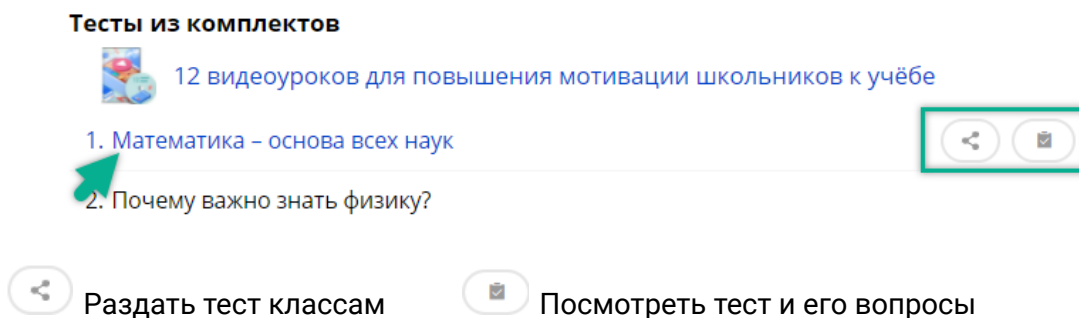 Тесты из комплектов
12 видеоуроков для повышения мотивации школьников к учёбе
1. Математика – основа всех наук
2. Почему важно знать физику?
Раздать тест классам Посмотреть тест и его вопросы